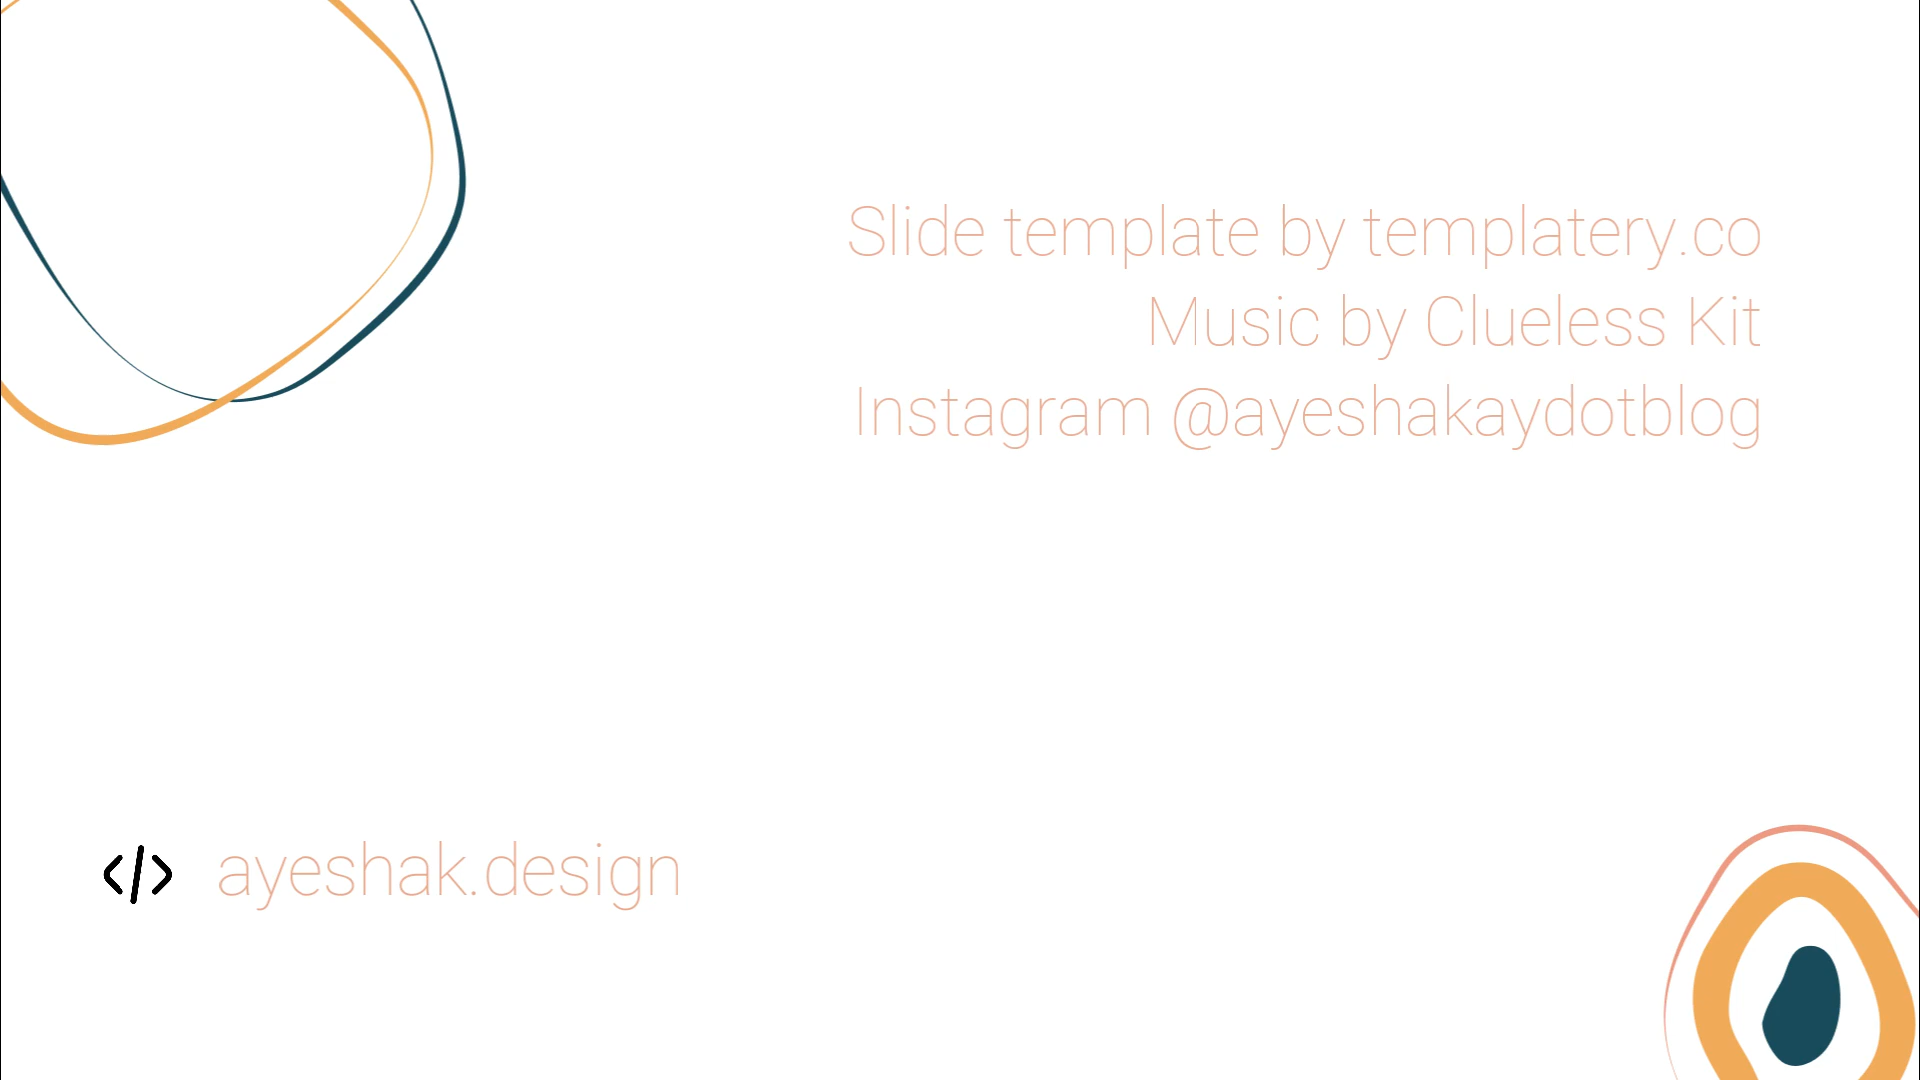 Slide template by templatery.co
Music by Clueless Kit
Instagram @ayeshakaydotblog
</> ayeshak.design